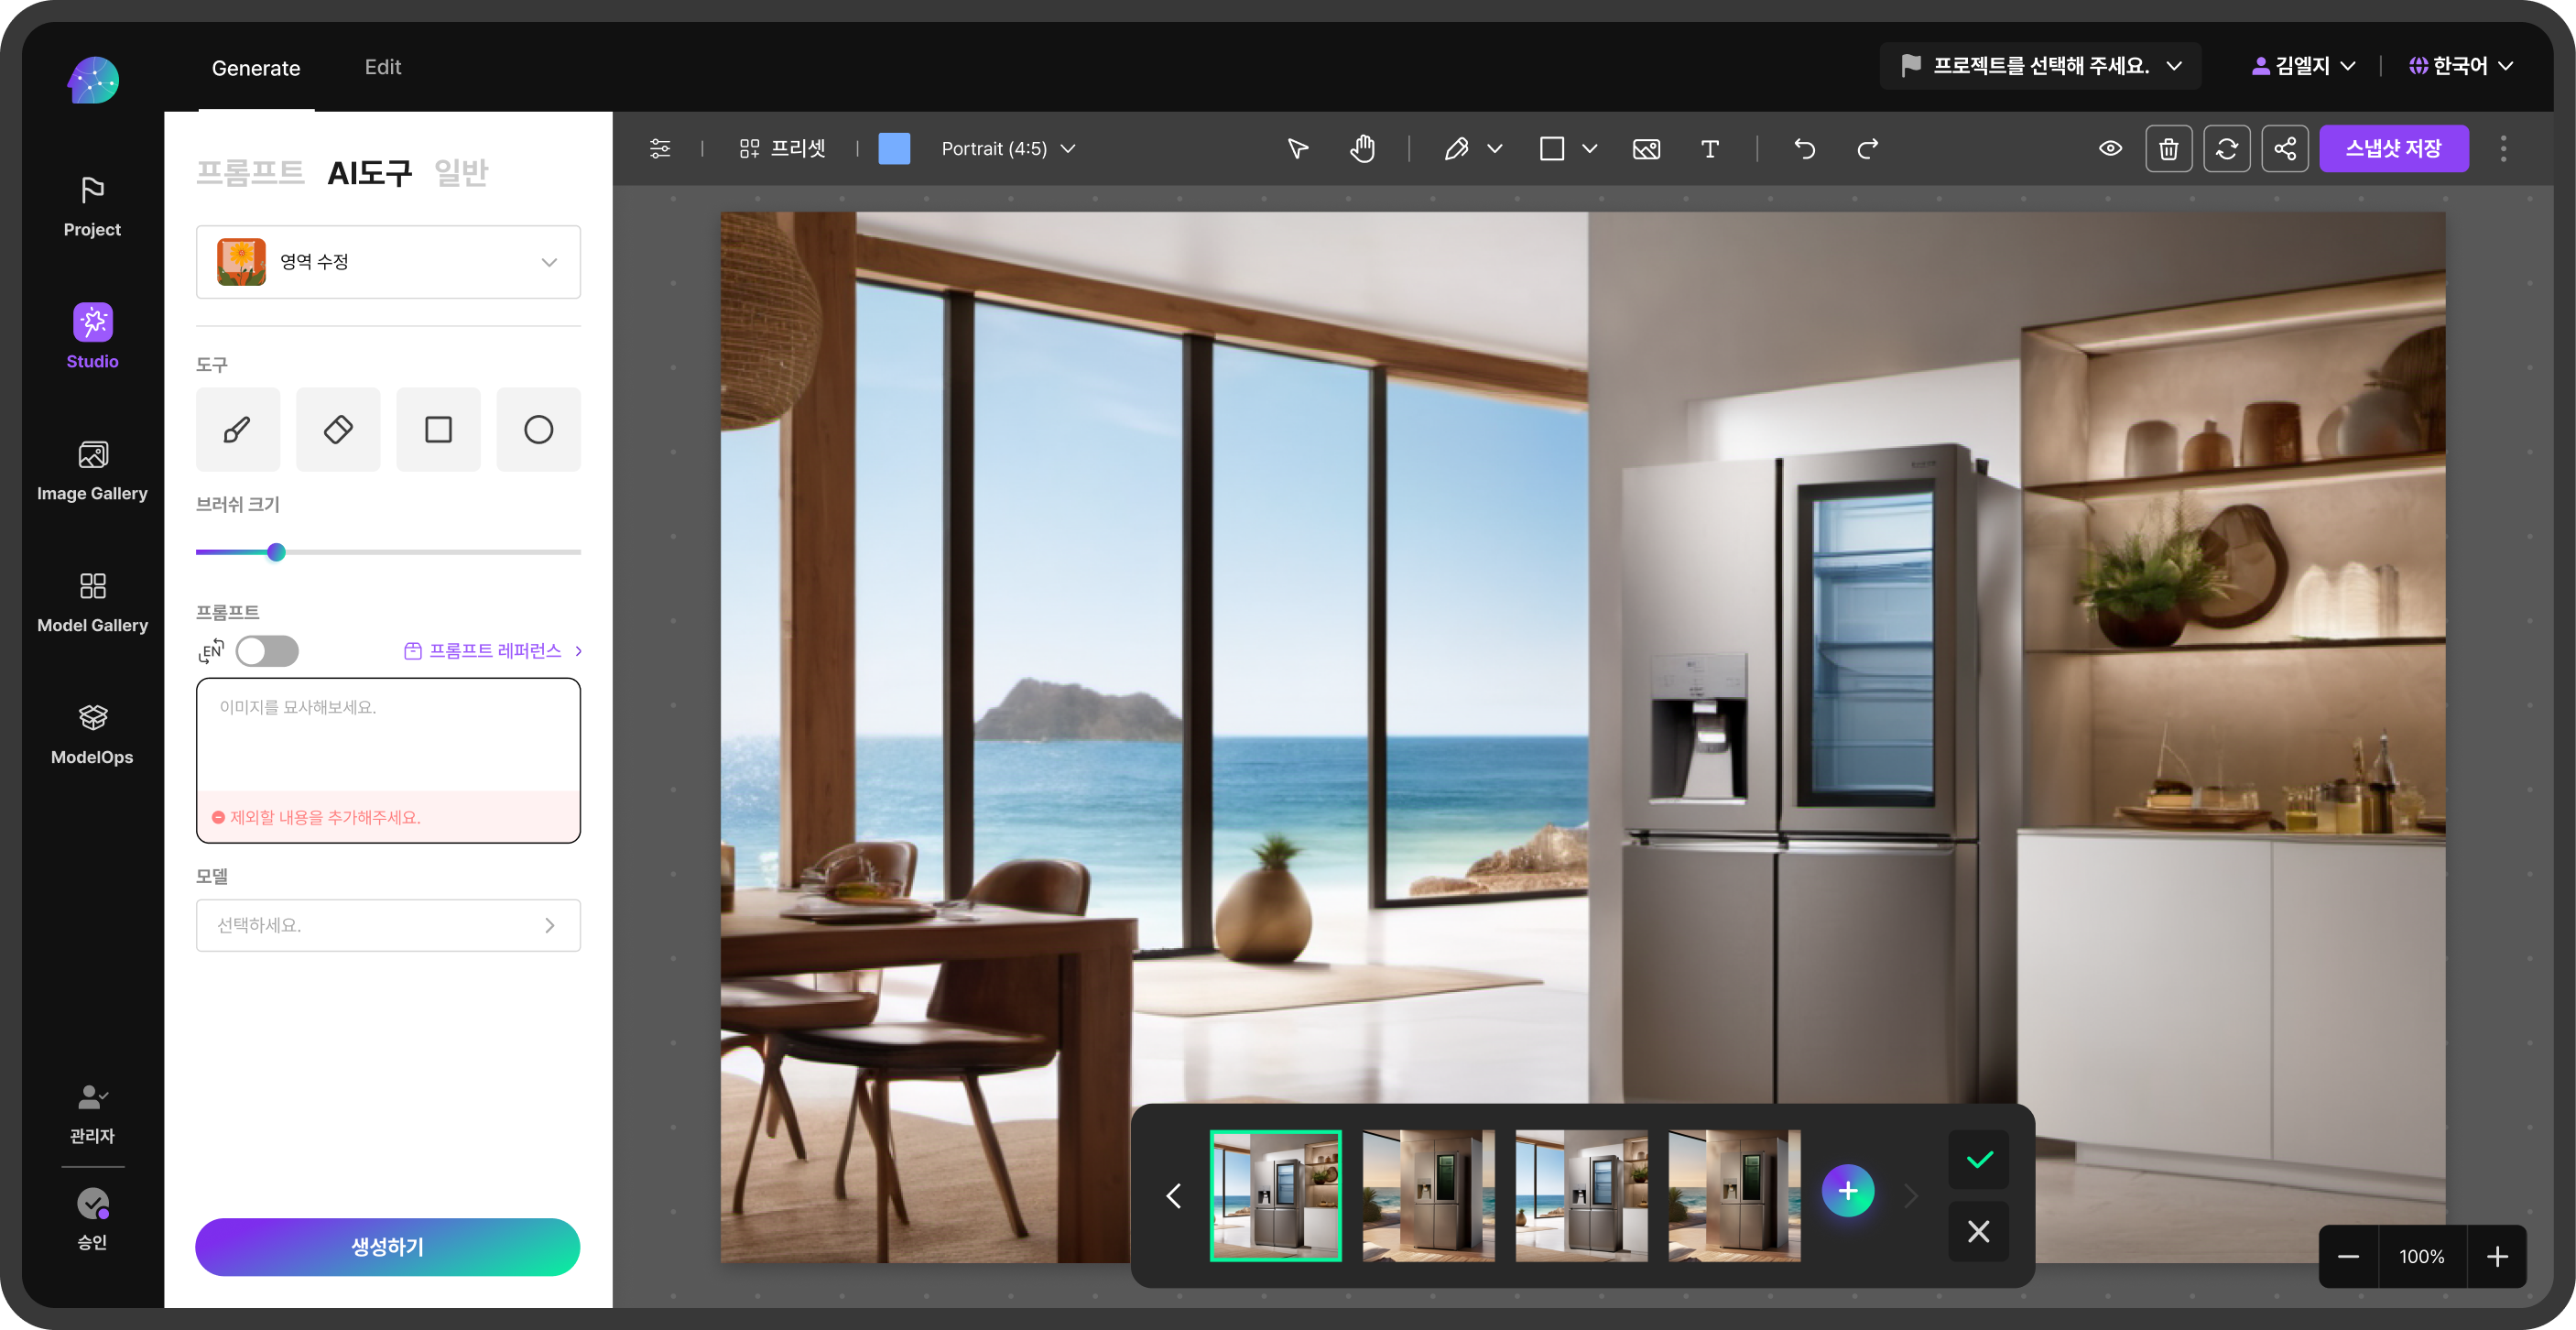 Generate
Edit
프로젝트를 선택해 주세요.
김엘지
한국어
Project
Studio
Image Gallery
Model Gallery
ModelOps
관리자
승인
프롬프트 AI도구 일반
영역 수정
도구
브러쉬 크기
프롬프트
EN
프롬프트 레퍼런스
이미지를 묘사해보세요.
제외할 내용을 추가해주세요.
모델
선택하세요.
생성하기
프리셋
Portrait (4:5)
T
스냅샷 저장
100%